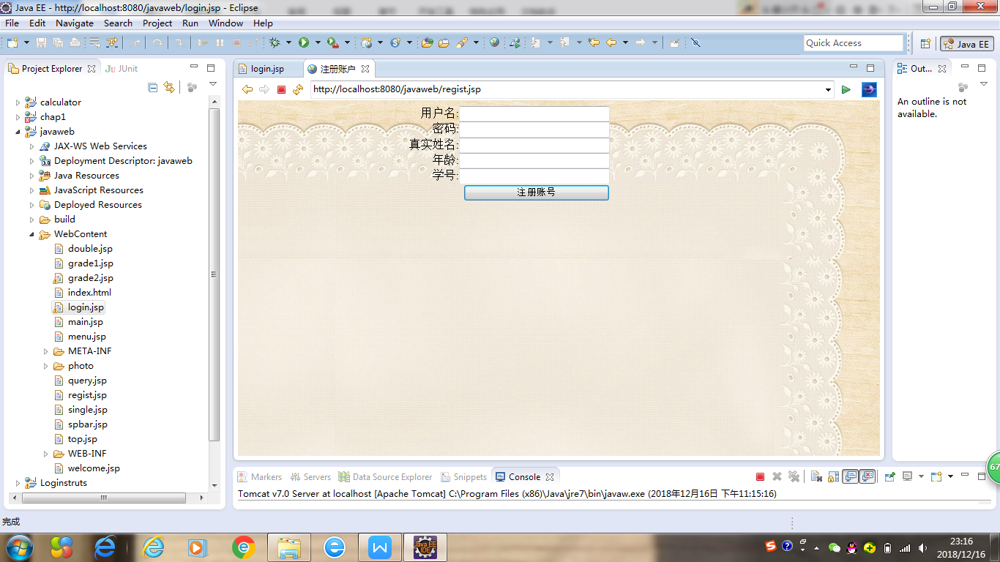 Java EE - http://localhost:8080/javaweb/login.jsp - Eclipse
File Edit Navigate Search Project Run Window Help
Quick Access
Java EE
Project Explorer
JUnit
calculator
chap1
javaweb
JAX-WS Web Services
Deployment Descriptor: javaweb
Java Resources
JavaScript Resources
Deployed Resources
build
WebContent
double.jsp
grade1.jsp
grade2.jsp
index.html
login.jsp
main.jsp
menu.jsp
META-INF
photo
query.jsp
regist.jsp
single.jsp
spbar.jsp
top.jsp
WEB-INF
welcome.jsp
Loginstruts
login.jsp
注册账户
http://localhost:8080/javaweb/regist.jsp
用户名:
密码:
真实姓名:
年龄:
学号:
注册账号
Out...
An outline is not
available.
67
Markers
Servers
Data Source Explorer
Snippets
Console
Tomcat v7.0 Server at localhost [Apache Tomcat] C:\Program Files (x86)\Java\jre7\bin\javaw.exe (2018年12月16日 下午11:15:16)
完成
Java EE
IDE
23:16
2018/12/16